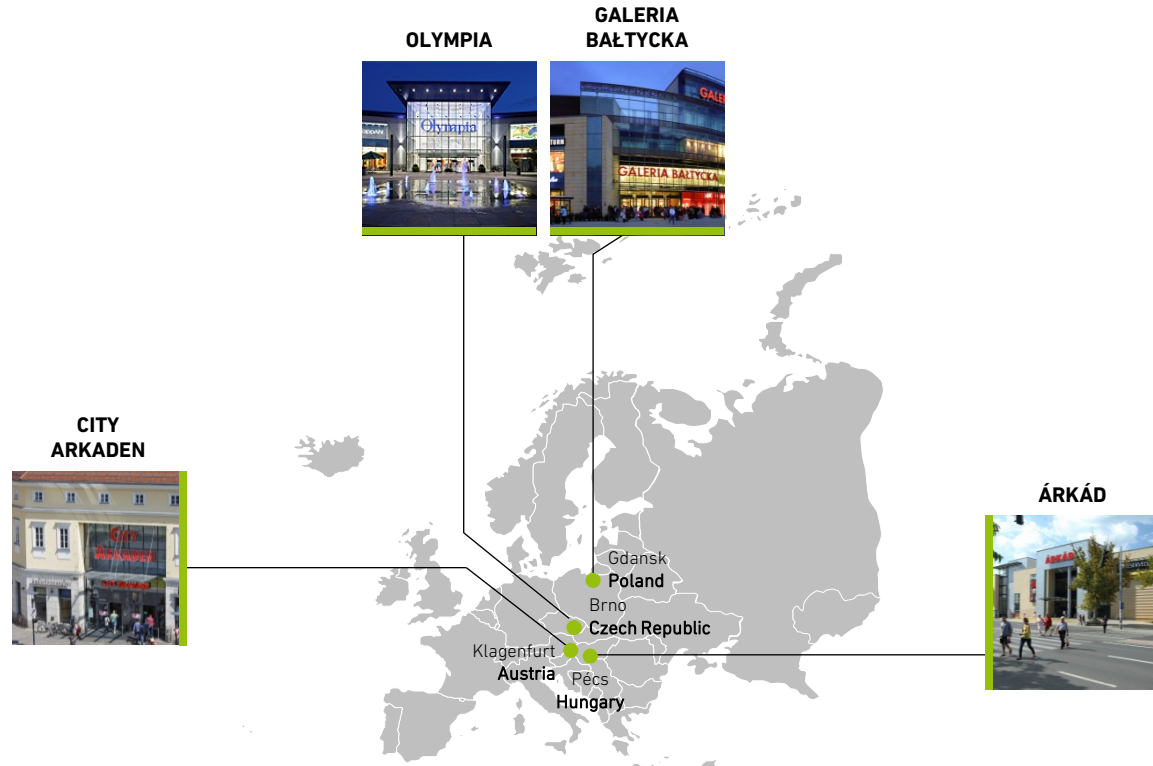 OLYMPIA
GALERIA
BAŁTYCKA
Olympia
GALERIA BAŁTYCKA
CITY
ARKADEN
CITY
ARKADEN
ÁRKÁD
ÁRKÁD
Gdansk
Poland
Brno
Czech Republic
Klagenfurt
Austria
Pécs
Hungary